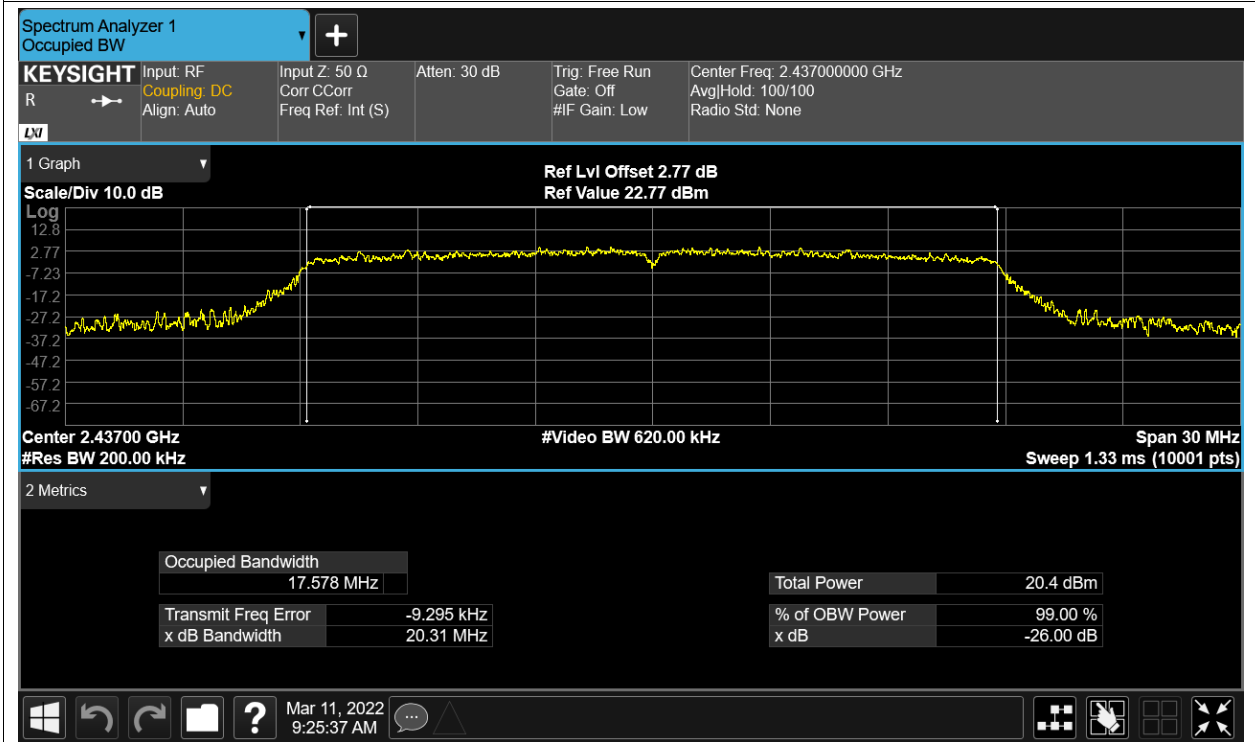 Spectrum Analyzer 1
Occupied BW
KEYSIGHT
R
LXI
Input: RF
Coupling: DC
Align: Auto
Input Z: 50 Ω
Corr CCorr
Freq Ref: Int (S)
Atten: 30 dB
Trig: Free Run
Gate: Off
#IF Gain: Low
Center Freq: 2.437000000 GHz
Avg|Hold: 100/100
Radio Std: None
1 Graph
Scale/Div 10.0 dB
Ref Lvl Offset 2.77 dB
Ref Value 22.77 dBm
Log
12.8
2.77
-7.23
-17.2
-27.2
-37.2
-47.2
-57.2
-67.2
Center 2.43700 GHz
#Res BW 200.00 kHz
#Video BW 620.00 kHz
Span 30 MHz
Sweep 1.33 ms (10001 pts)
2 Metrics
Occupied Bandwidth
17.578 MHz
Transmit Freq Error -9.295 kHz
x dB Bandwidth 20.31 MHz
Total Power 20.4 dBm
% of OBW Power 99.00 %
x dB -26.00 dB
?
Mar 11, 2022
9:25:37 AM